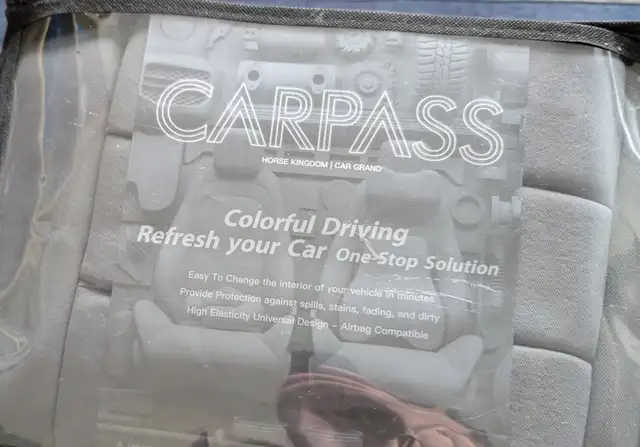 CARPASS
HORSE KINGDOM | CAR GRAND
Colorful Driving
Refresh your Car One-Stop Solution
Easy To Change the interior of your vehicle in minutes
Provide Protection against spills, stains, fading, and dirty
High Elasticity Universal Design – Airbag Compatible